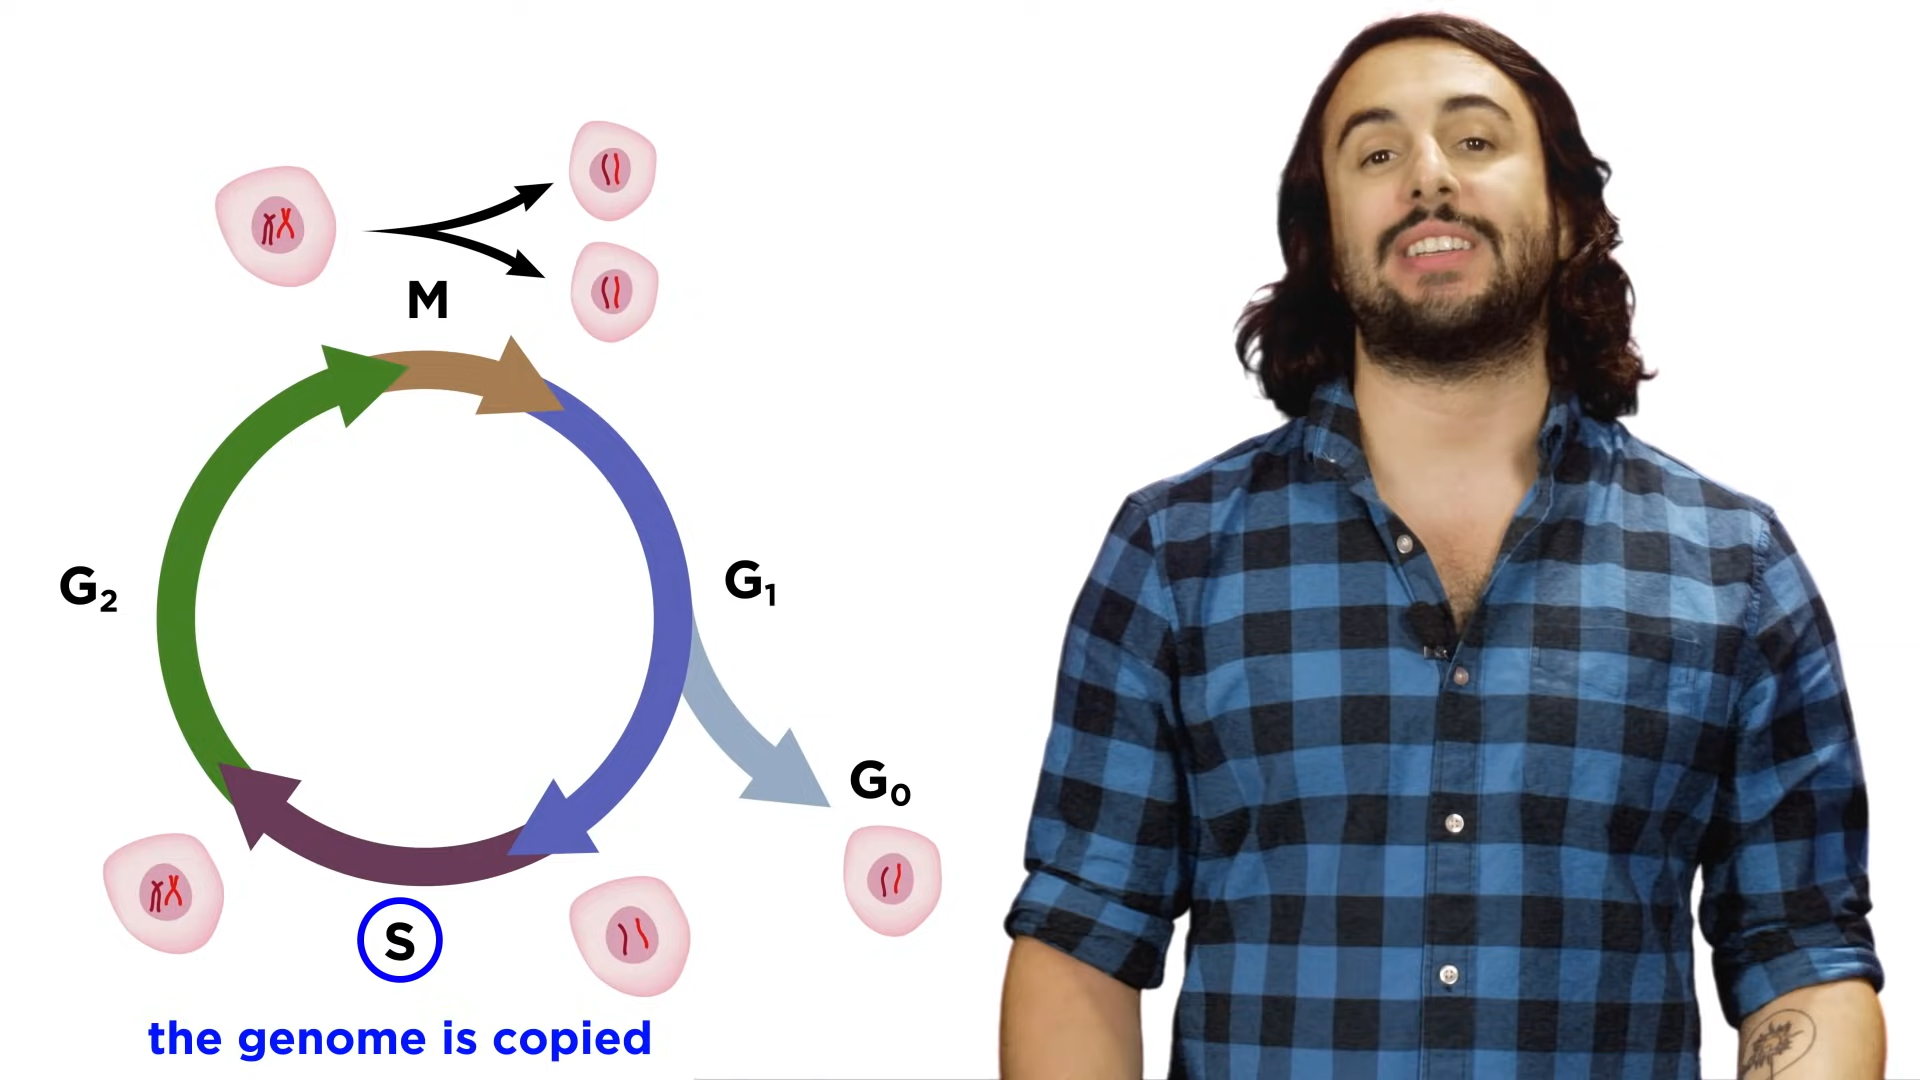 M
G₂
G₁
G₀
S
the genome is copied